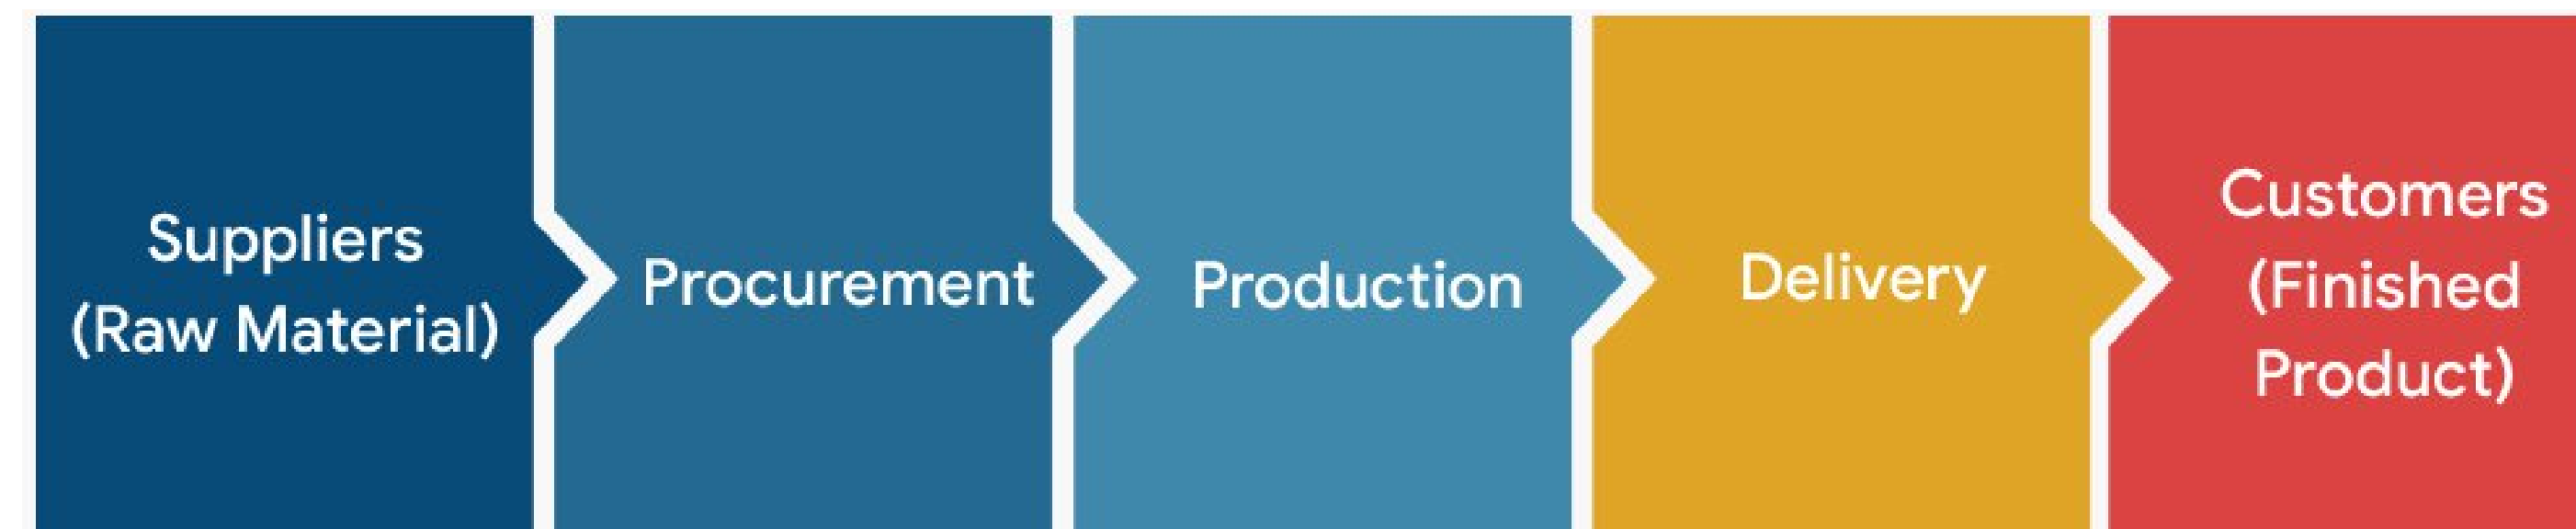 Suppliers
(Raw Material)
Procurement
Production
Delivery
Customers
(Finished
Product)